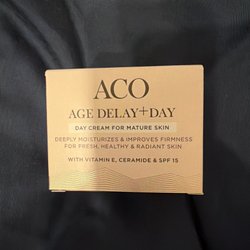 ACO
AGE DELAY+DAY
DAY CREAM FOR MATURE SKIN
DEEPLY MOISTURIZES & IMPROVES FIRMNESS
FOR FRESH, HEALTHY & RADIANT SKIN
WITH VITAMIN E, CERAMIDE & SPF 15